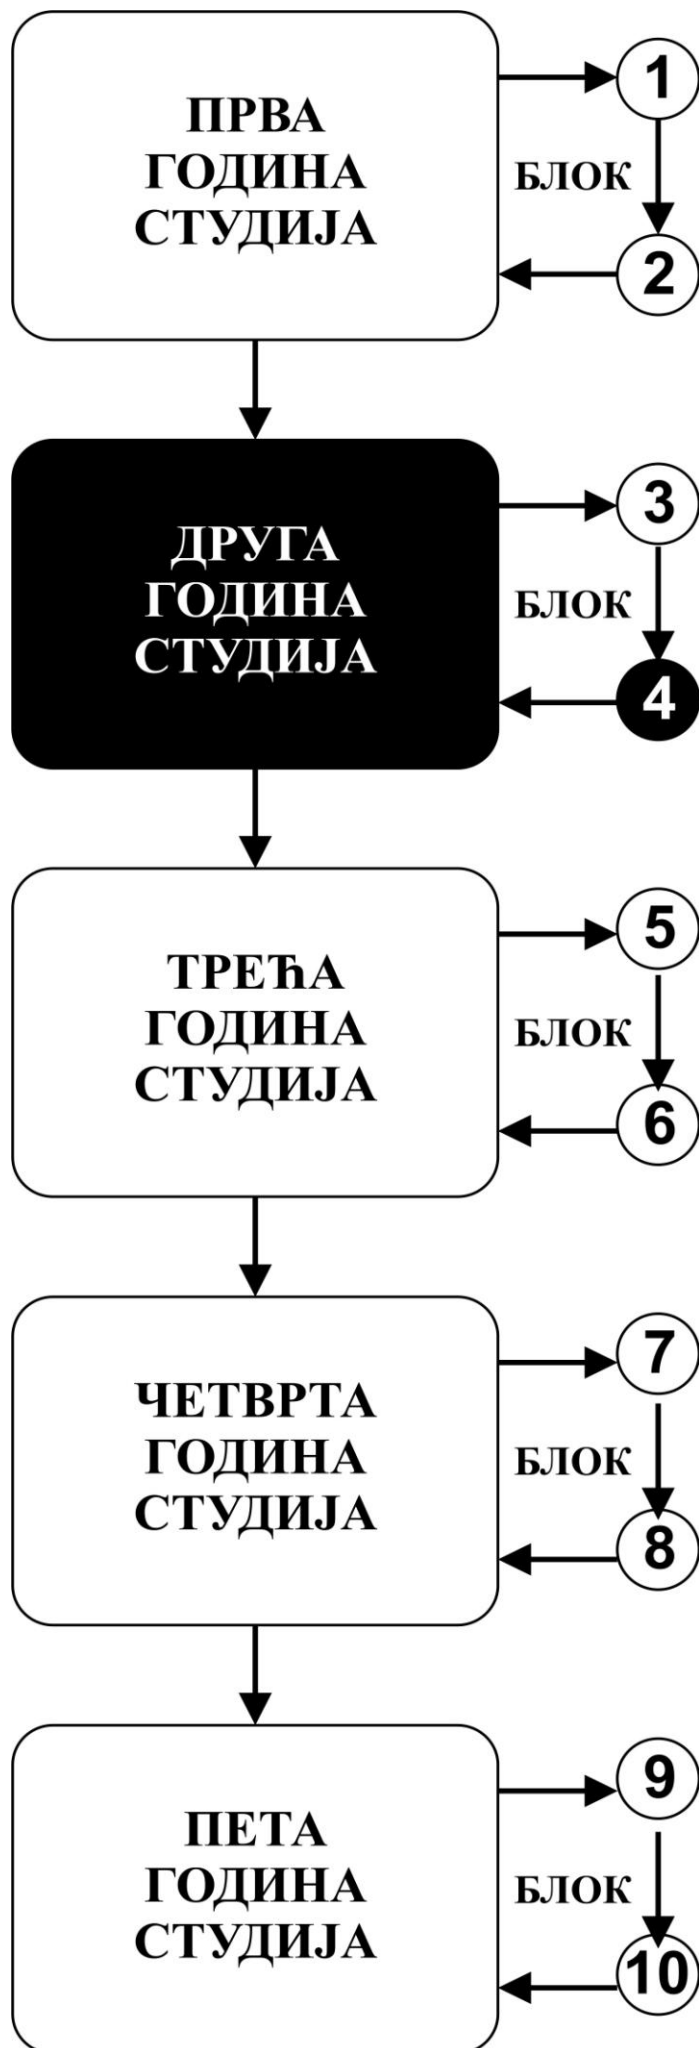 ПРВА
ГОДИНА
СТУДИЈА
1
БЛОК
2
ДРУГА
ГОДИНА
СТУДИЈА
3
БЛОК
4
ТРЕЋА
ГОДИНА
СТУДИЈА
5
БЛОК
6
ЧЕТВРТА
ГОДИНА
СТУДИЈА
7
БЛОК
8
ПЕТА
ГОДИНА
СТУДИЈА
9
БЛОК
10